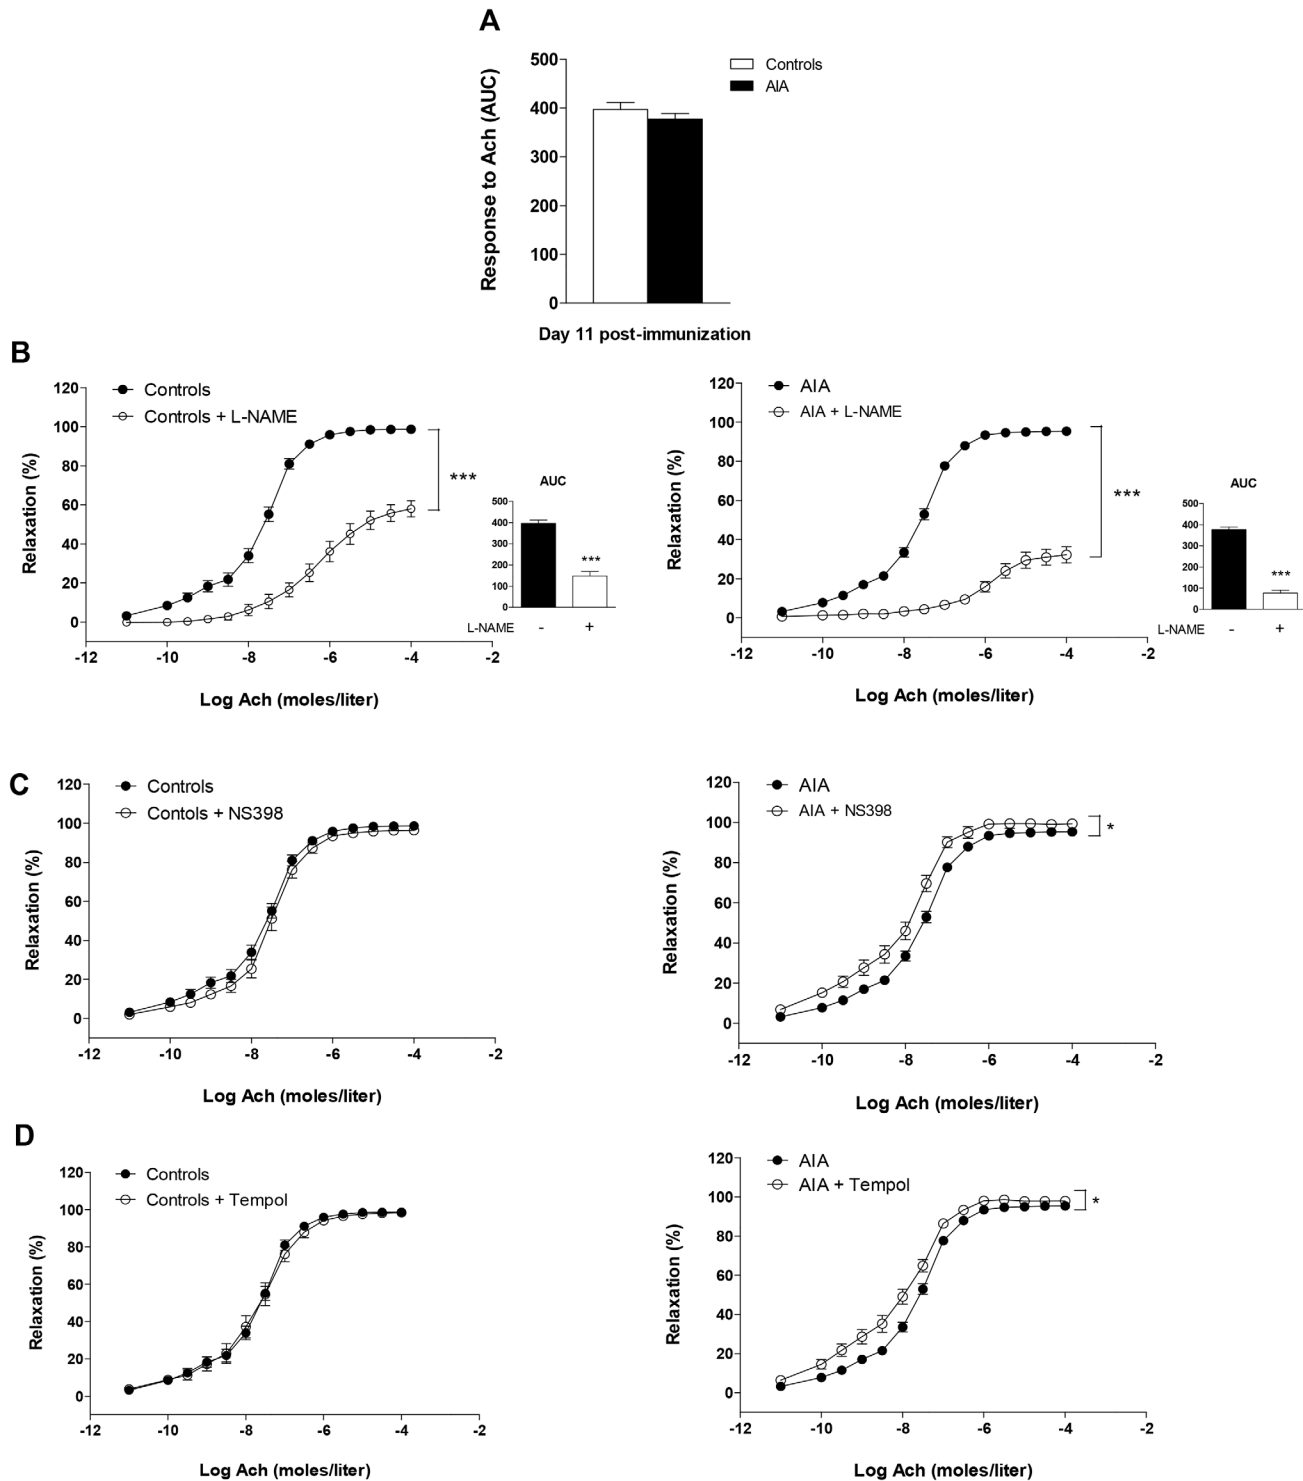 A
Response to Ach (AUC)
500
400
300
200
100
0
Controls
AIA
Day 11 post-immunization
B
Relaxation (%)
120
100
80
60
40
20
0
Controls
Controls + L-NAME
***
-12 -10 -8 -6 -4 -2
Log Ach (moles/liter)
AUC
500
400
300
200
100
0
***
L-NAME - +
Relaxation (%)
120
100
80
60
40
20
0
AIA
AIA + L-NAME
***
-12 -10 -8 -6 -4 -2
Log Ach (moles/liter)
AUC
500
400
300
200
100
0
***
L-NAME - +
C
Relaxation (%)
120
100
80
60
40
20
0
Controls
Contols + NS398
-12 -10 -8 -6 -4 -2
Log Ach (moles/liter)
Relaxation (%)
120
100
80
60
40
20
0
AIA
AIA + NS398
*
-12 -10 -8 -6 -4 -2
Log Ach (moles/liter)
D
Relaxation (%)
120
100
80
60
40
20
0
Controls
Controls + Tempol
-12 -10 -8 -6 -4 -2
Log Ach (moles/liter)
Relaxation (%)
120
100
80
60
40
20
0
AIA
AIA + Tempol
*
-12 -10 -8 -6 -4 -2
Log Ach (moles/liter)